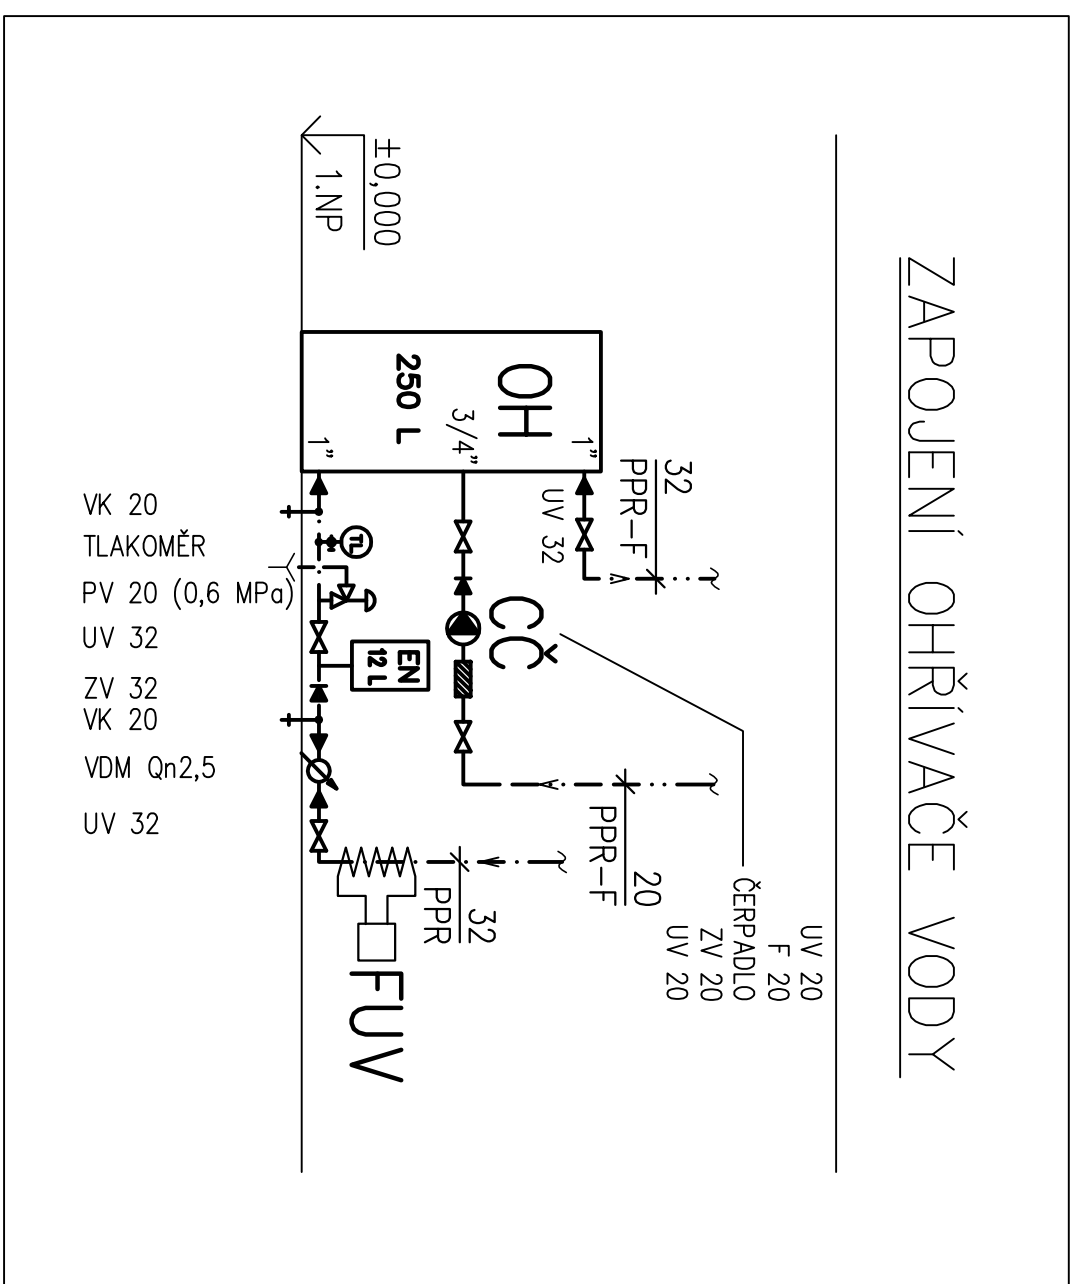 ZAPOJENÍ OHŘÍVAČE VODY
UV 20
F 20
ČERPADLO
ZV 20
UV 20
32
PPR-F
UV 32
20
PPR-F
32
PPR
OH
250 L
1"
3/4"
1"
CČ
TL
EN
12 L
FUV
±0,000
1.NP
VK 20
TLAKOMĚR
PV 20 (0,6 MPa)
UV 32
ZV 32
VK 20
VDM Qn2,5
UV 32